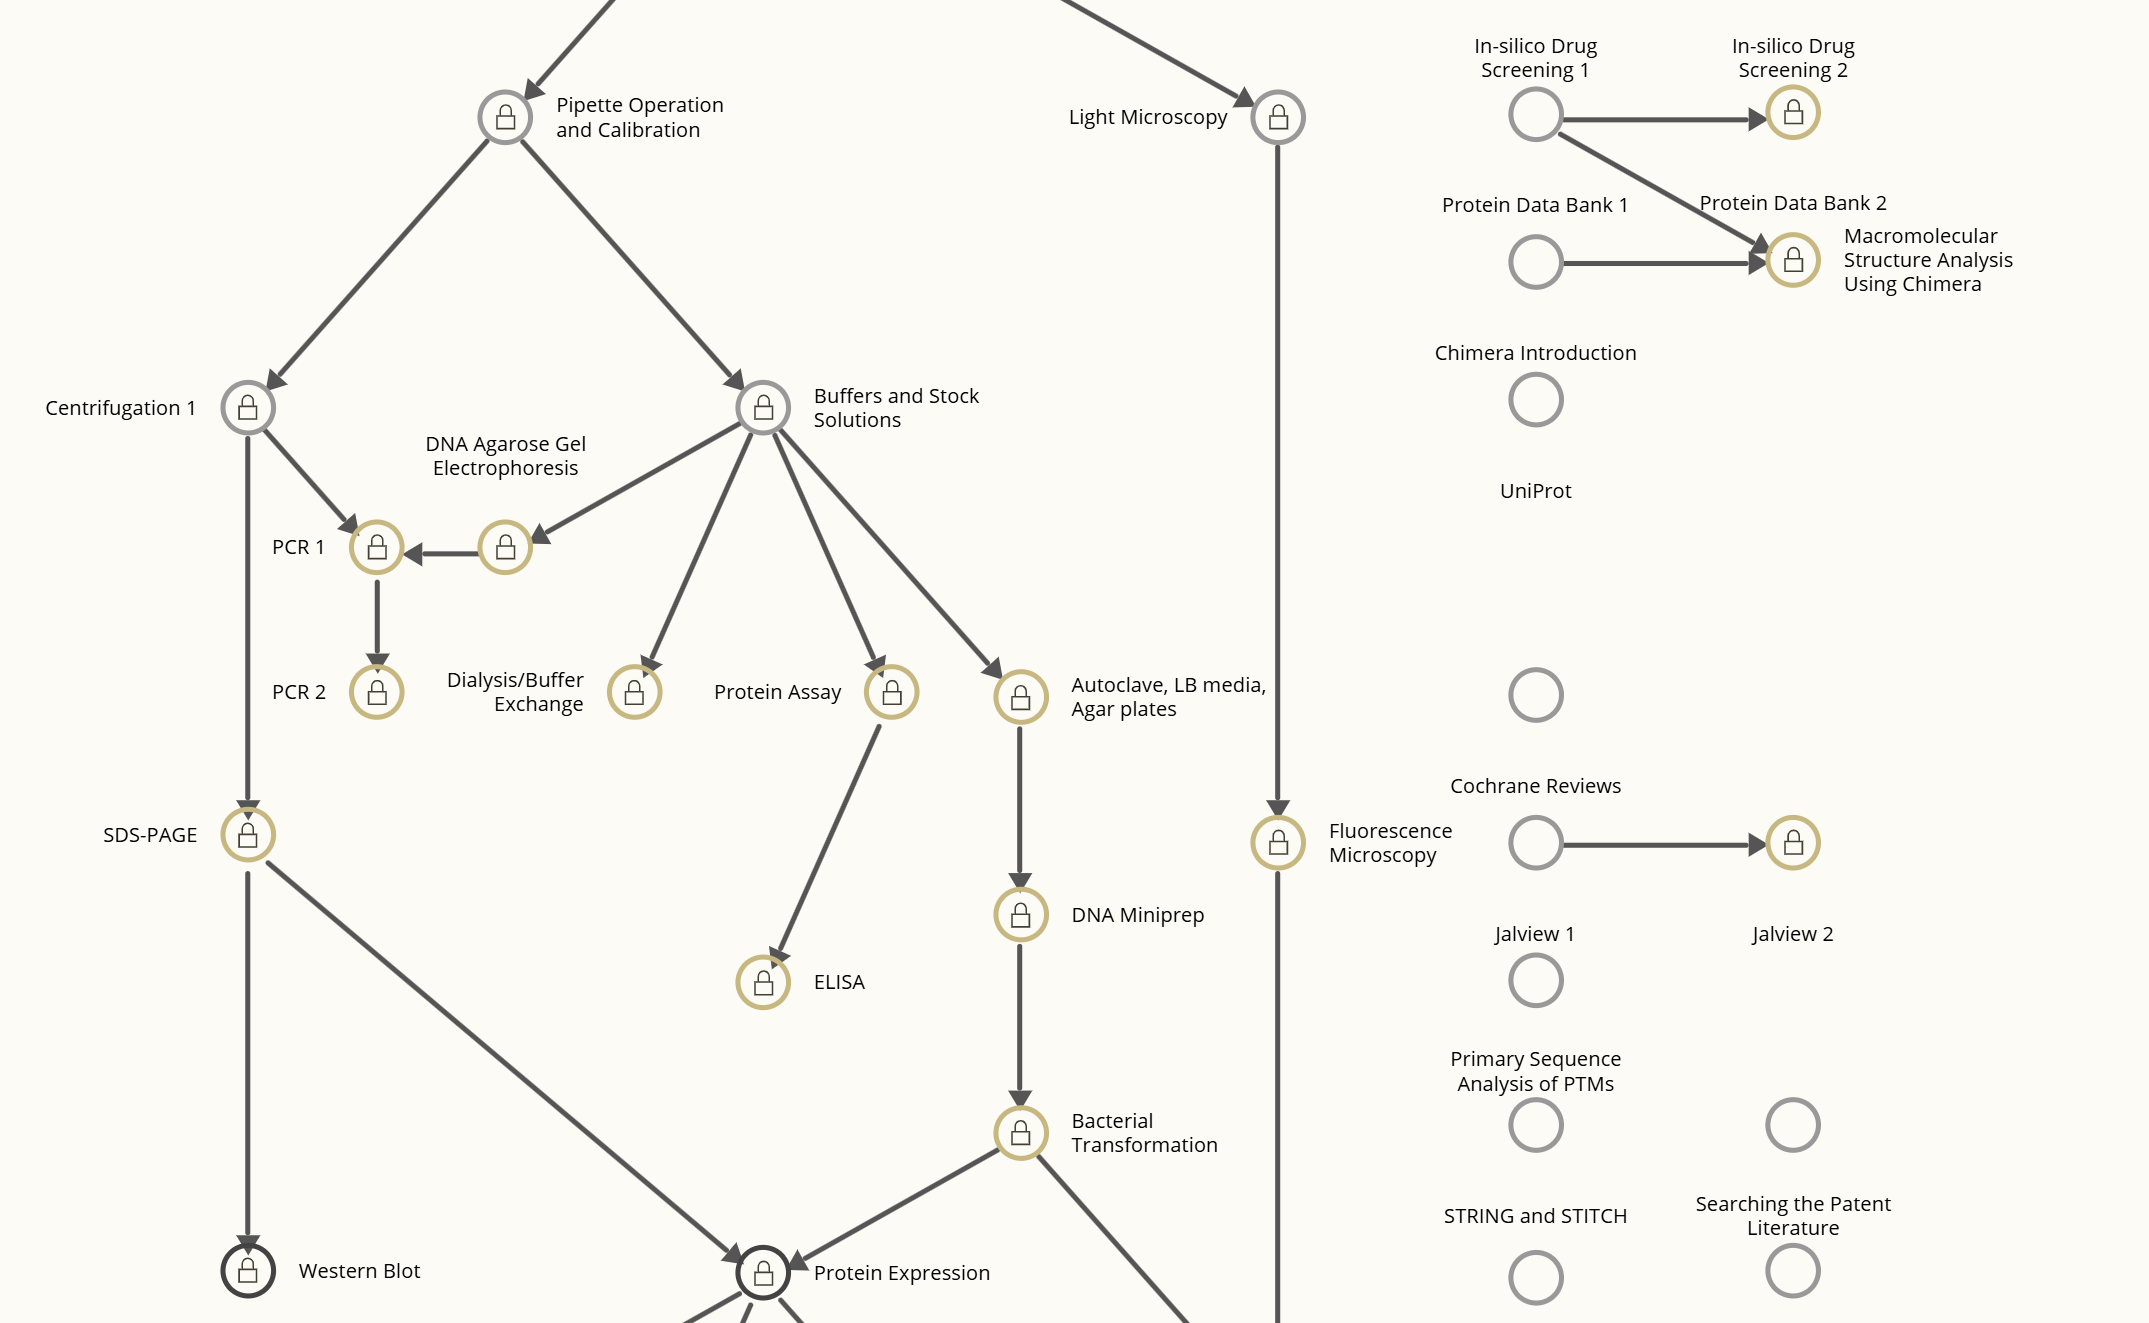 In-silico Drug
Screening 1
In-silico Drug
Screening 2
Pipette Operation
and Calibration
Light Microscopy
Protein Data Bank 1
Protein Data Bank 2
Macromolecular
Structure Analysis
Using Chimera
Chimera Introduction
Centrifugation 1
Buffers and Stock
Solutions
DNA Agarose Gel
Electrophoresis
UniProt
PCR 1
PCR 2
Dialysis/Buffer
Exchange
Protein Assay
Autoclave, LB media,
Agar plates
Cochrane Reviews
SDS-PAGE
Fluorescence
Microscopy
DNA Miniprep
Jalview 1
Jalview 2
ELISA
Primary Sequence
Analysis of PTMs
Bacterial
Transformation
STRING and STITCH
Searching the Patent
Literature
Western Blot
Protein Expression